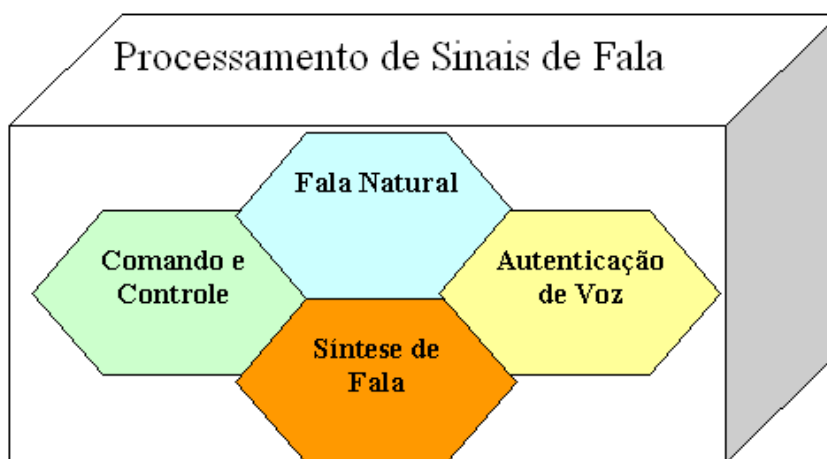 Processamento de Sinais de Fala
Fala Natural
Comando e
Controle
Autenticação
de Voz
Síntese de
Fala